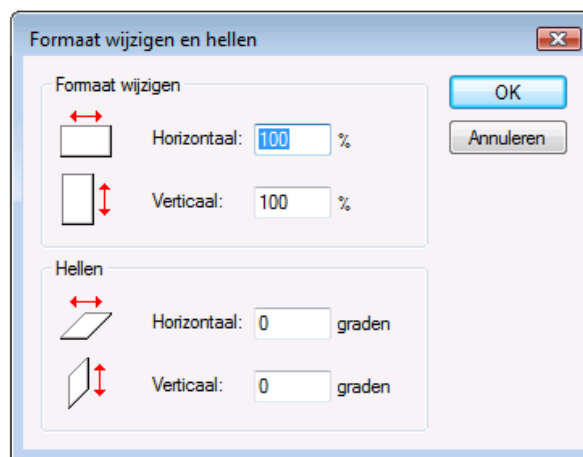 Formaat wijzigen en hellen
Formaat wijzigen
OK
Horizontaal: 100 %
Annuleren
Verticaal: 100 %
Hellen
Horizontaal: 0 graden
Verticaal: 0 graden